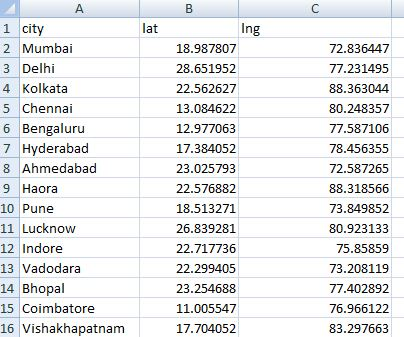 A B C
1 city lat lng
2 Mumbai 18.987807 72.836447
3 Delhi 28.651952 77.231495
4 Kolkata 22.562627 88.363044
5 Chennai 13.084622 80.248357
6 Bengaluru 12.977063 77.587106
7 Hyderabad 17.384052 78.456355
8 Ahmedabad 23.025793 72.587265
9 Haora 22.576882 88.318566
10 Pune 18.513271 73.849852
11 Lucknow 26.839281 80.923133
12 Indore 22.717736 75.85859
13 Vadodara 22.299405 73.208119
14 Bhopal 23.254688 77.402892
15 Coimbatore 11.005547 76.966122
16 Vishakhapatnam 17.704052 83.297663